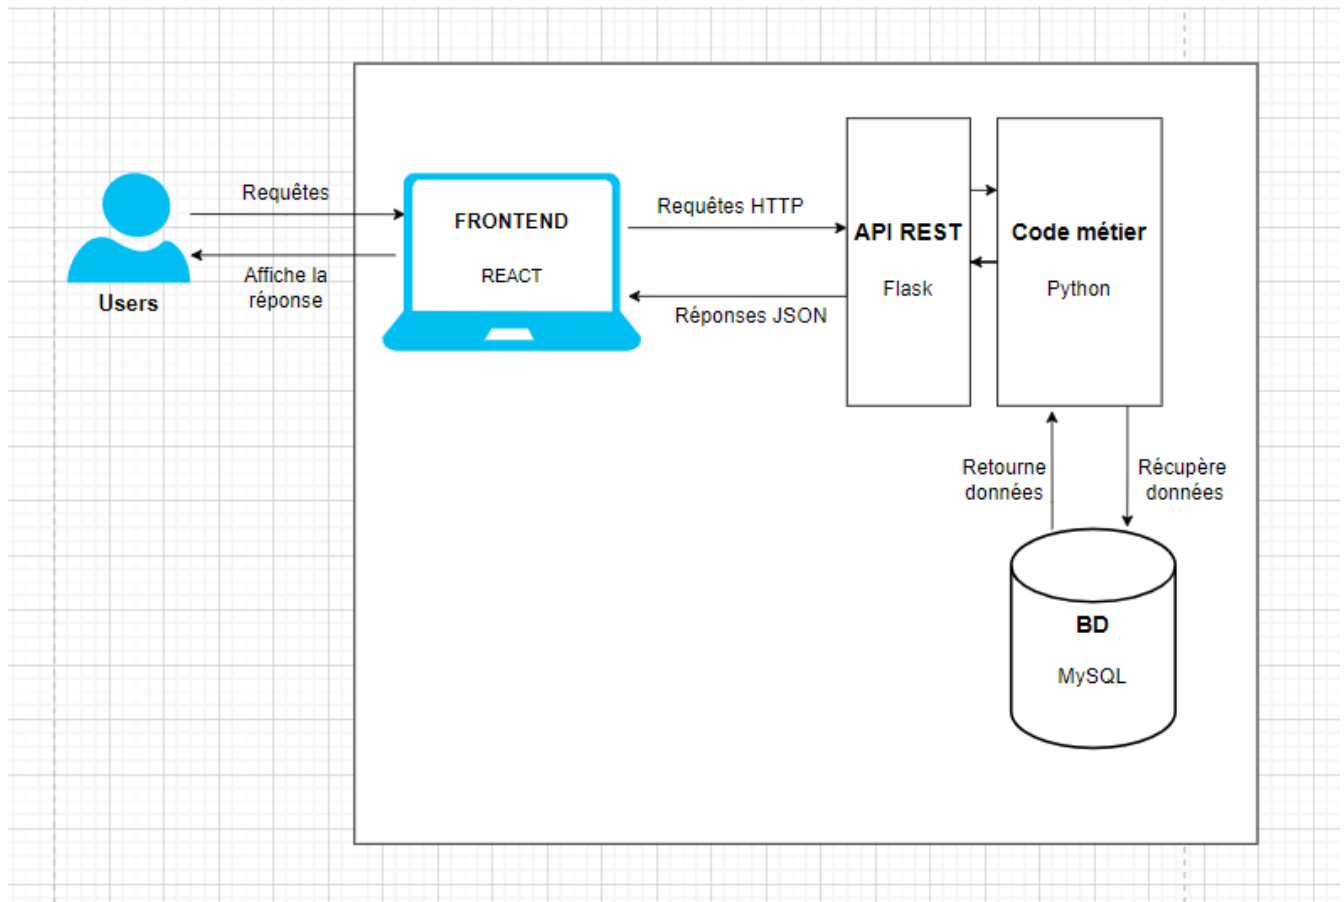 Requêtes
Affiche la
réponse
Users
FRONTEND
REACT
Requêtes HTTP
Réponses JSON
API REST
Flask
Code métier
Python
Retourne
données
Récupère
données
BD
MySQL